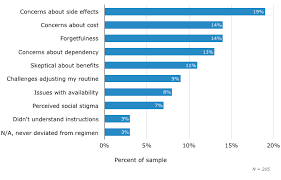 Concerns about side effects 19%
Concerns about cost 14%
Forgetfulness 14%
Concerns about dependency 13%
Skeptical about benefits 11%
Challenges adjusting my routine 9%
Issues with availability 8%
Perceived social stigma 7%
Didn't understand instructions 3%
N/A, never deviated from regimen 3%
0% 5% 10% 15% 20%
Percent of sample
N = 205